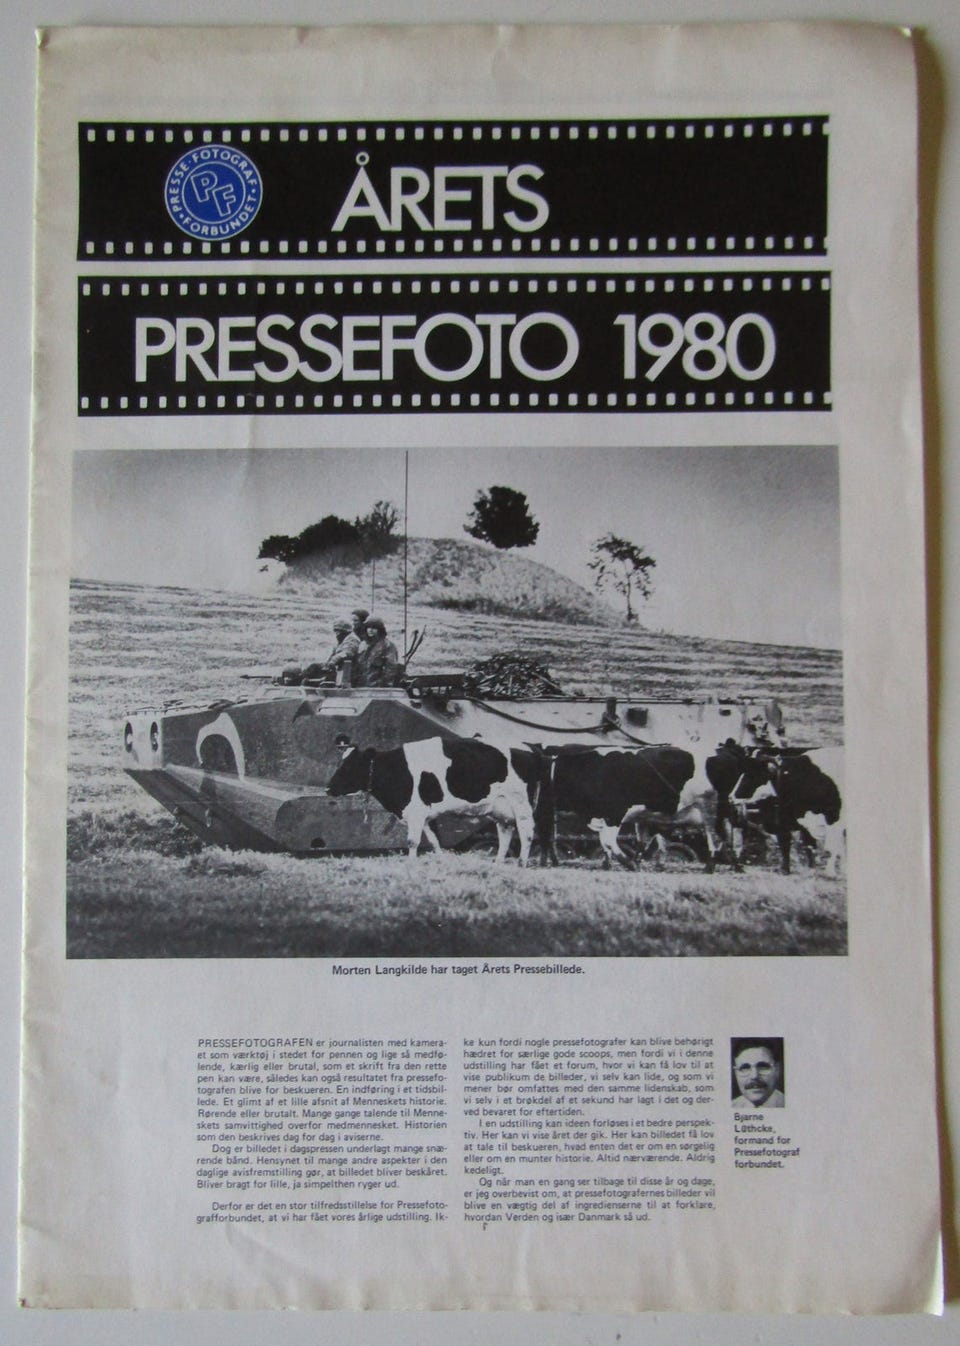 PRESSE·FOTOGRAF·FORBUNDET·
PF
ÅRETS
PRESSEFOTO 1980
Morten Langkilde har taget Årets Pressebillede.
PRESSEFOTOGRAFEN er journalisten med kamera-
et som værktøj i stedet for pennen og lige så medfø-
lende, kærlig eller brutal, som et skrift fra den rette
pen kan være, således kan også resultatet fra pressefo-
tografen blive for beskueren. En indføring i et tidsbil-
lede. Et glimt af et lille afsnit af Menneskets historie.
Rørende eller brutalt. Mange gange talende til Menne-
skets samvittighed overfor medmennesket. Historien
som den beskrives dag for dag i aviserne.
Dog er billedet i dagspressen underlagt mange snæ-
rende bånd. Hensynet til mange andre aspekter i den
daglige avisfremstilling gør, at billedet bliver beskåret.
Bliver bragt for lille, ja simpelthen ryger ud.
Derfor er det en stor tilfredsstillelse for Pressefoto-
grafforbundet, at vi har fået vores årlige udstilling. Ik-
ke kun fordi nogle pressefotografer kan blive behørigt
hædret for særlige gode scoops, men fordi vi i denne
udstilling har fået et forum, hvor vi kan få lov til at
vise publikum de billeder, vi selv kan lide, og som vi
mener bør omfattes med den samme lidenskab, som
vi selv i et brøkdel af et sekund har lagt i det og der-
ved bevaret for eftertiden.
I en udstilling kan ideen forløses i et bedre perspek-
tiv. Her kan vi vise året der gik. Her kan billedet få lov
at tale til beskueren, hvad enten det er om en sørgelig
eller om en munter historie. Altid nærværende. Aldrig
kedeligt.
Og når man en gang ser tilbage til disse år og dage,
er jeg overbevist om, at pressefotografernes billeder vil
blive en vægtig del af ingredienserne til at forklare,
hvordan Verden og især Danmark så ud.
Bjarne
Lüthcke,
formand for
Pressefotograf
forbundet.